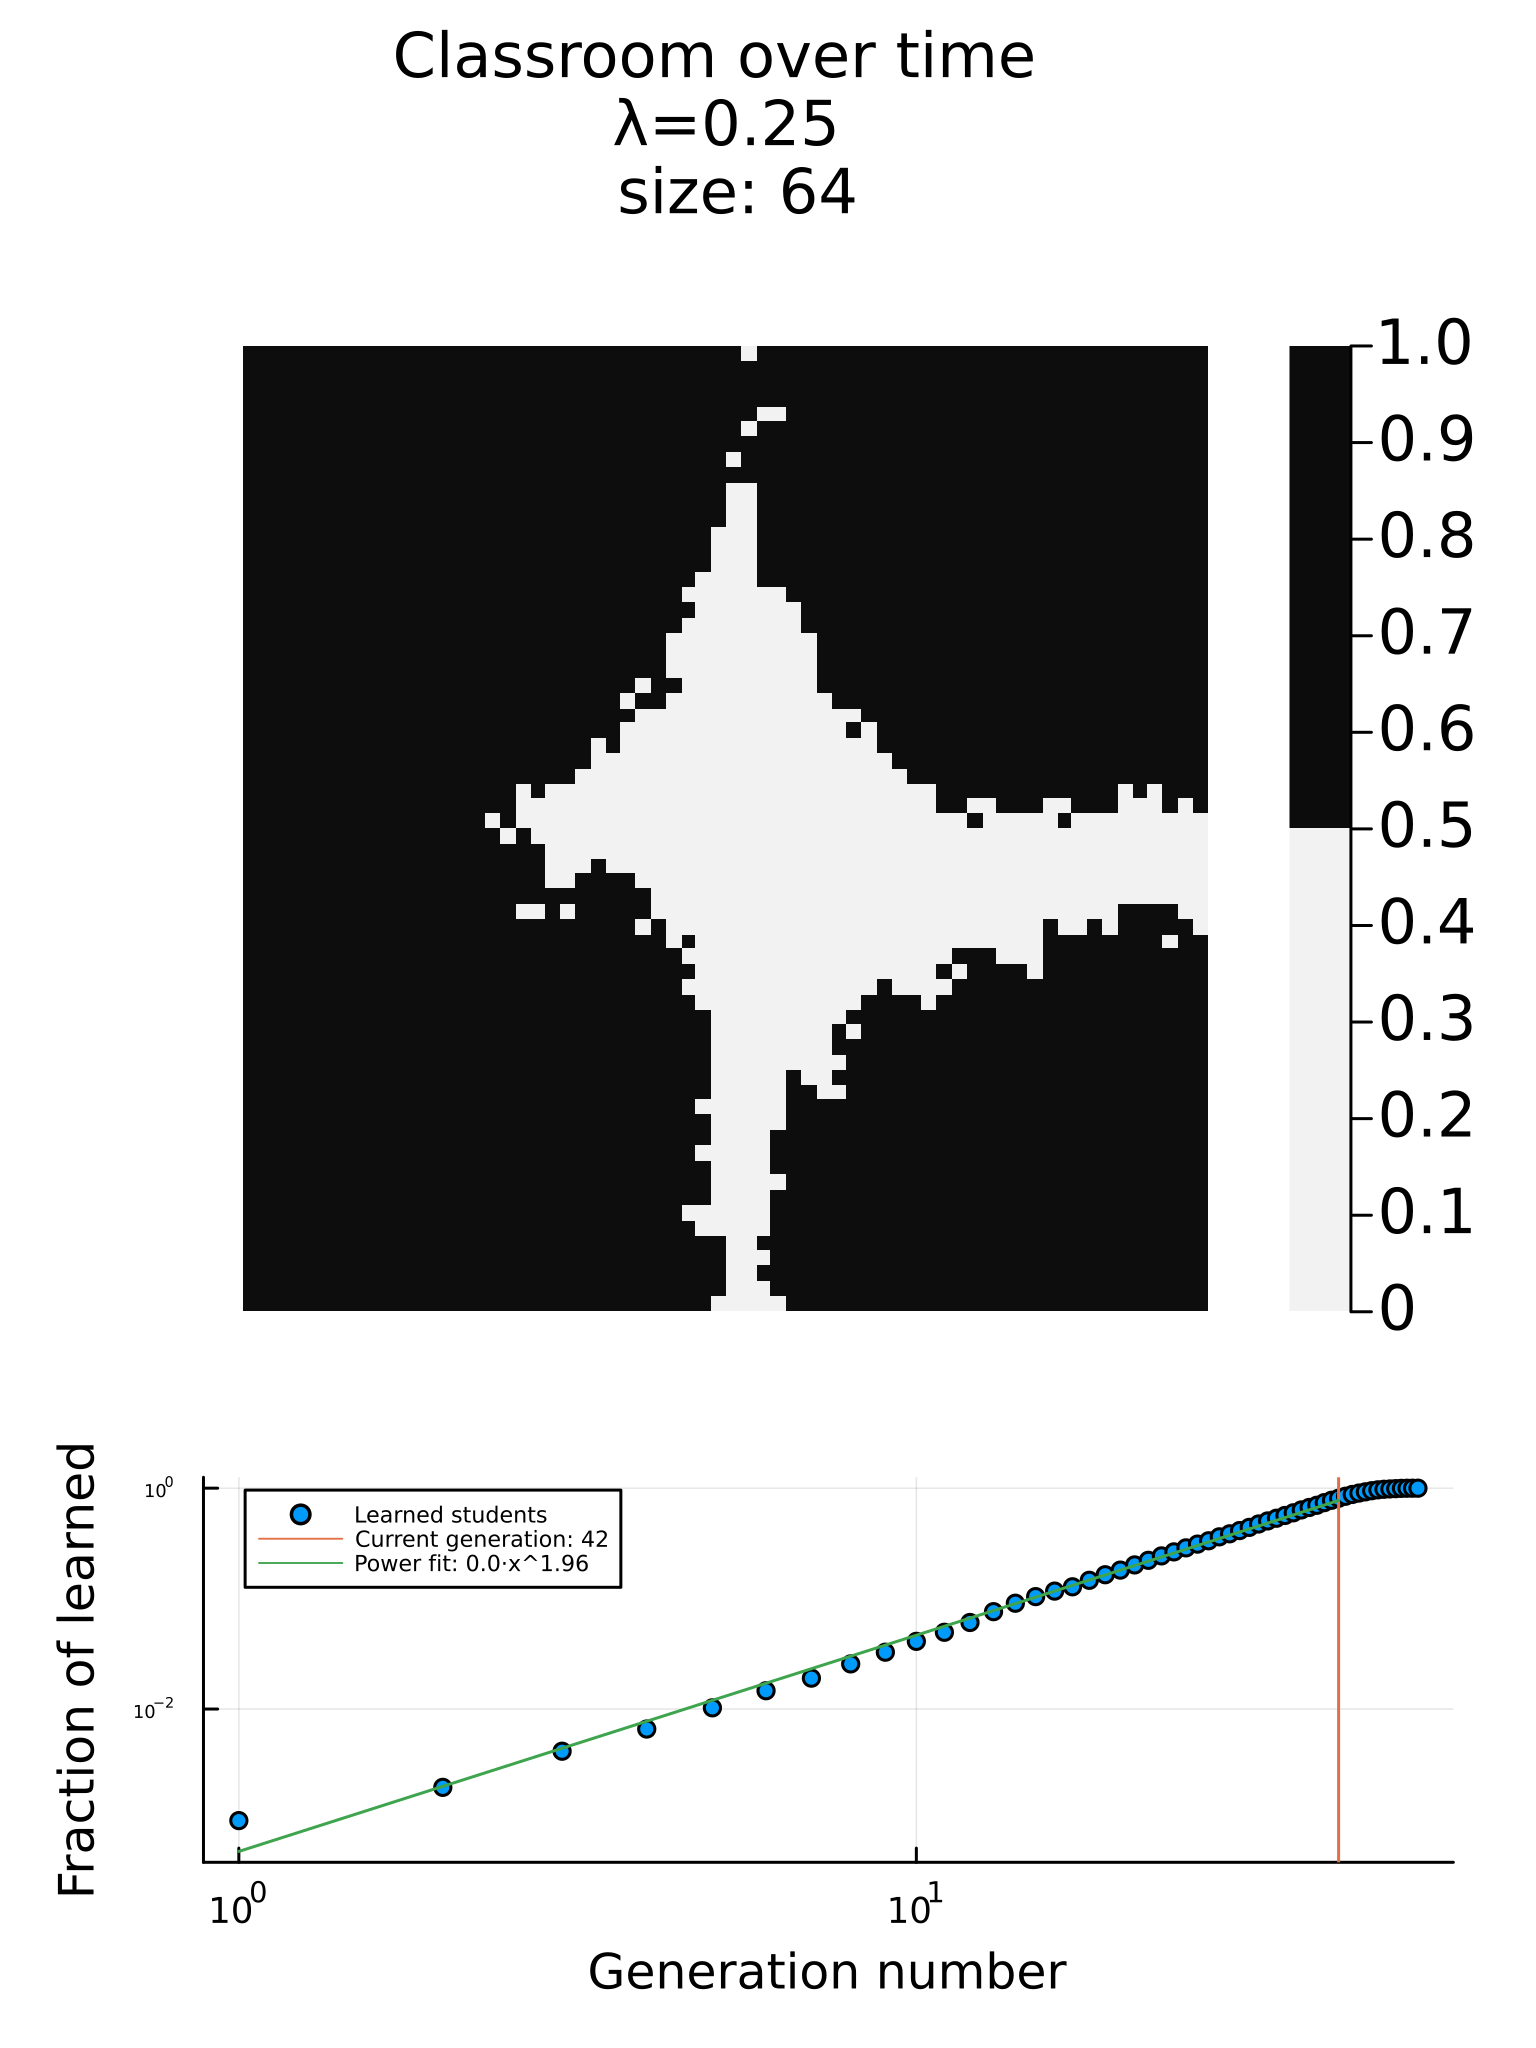 Classroom over time
λ=0.25
size: 64
1.0
0.9
0.8
0.7
0.6
0.5
0.4
0.3
0.2
0.1
0
Fraction of learned
10⁰
10⁻²
Learned students
Current generation: 42
Power fit: 0.0·x^1.96
10⁰
10¹
Generation number